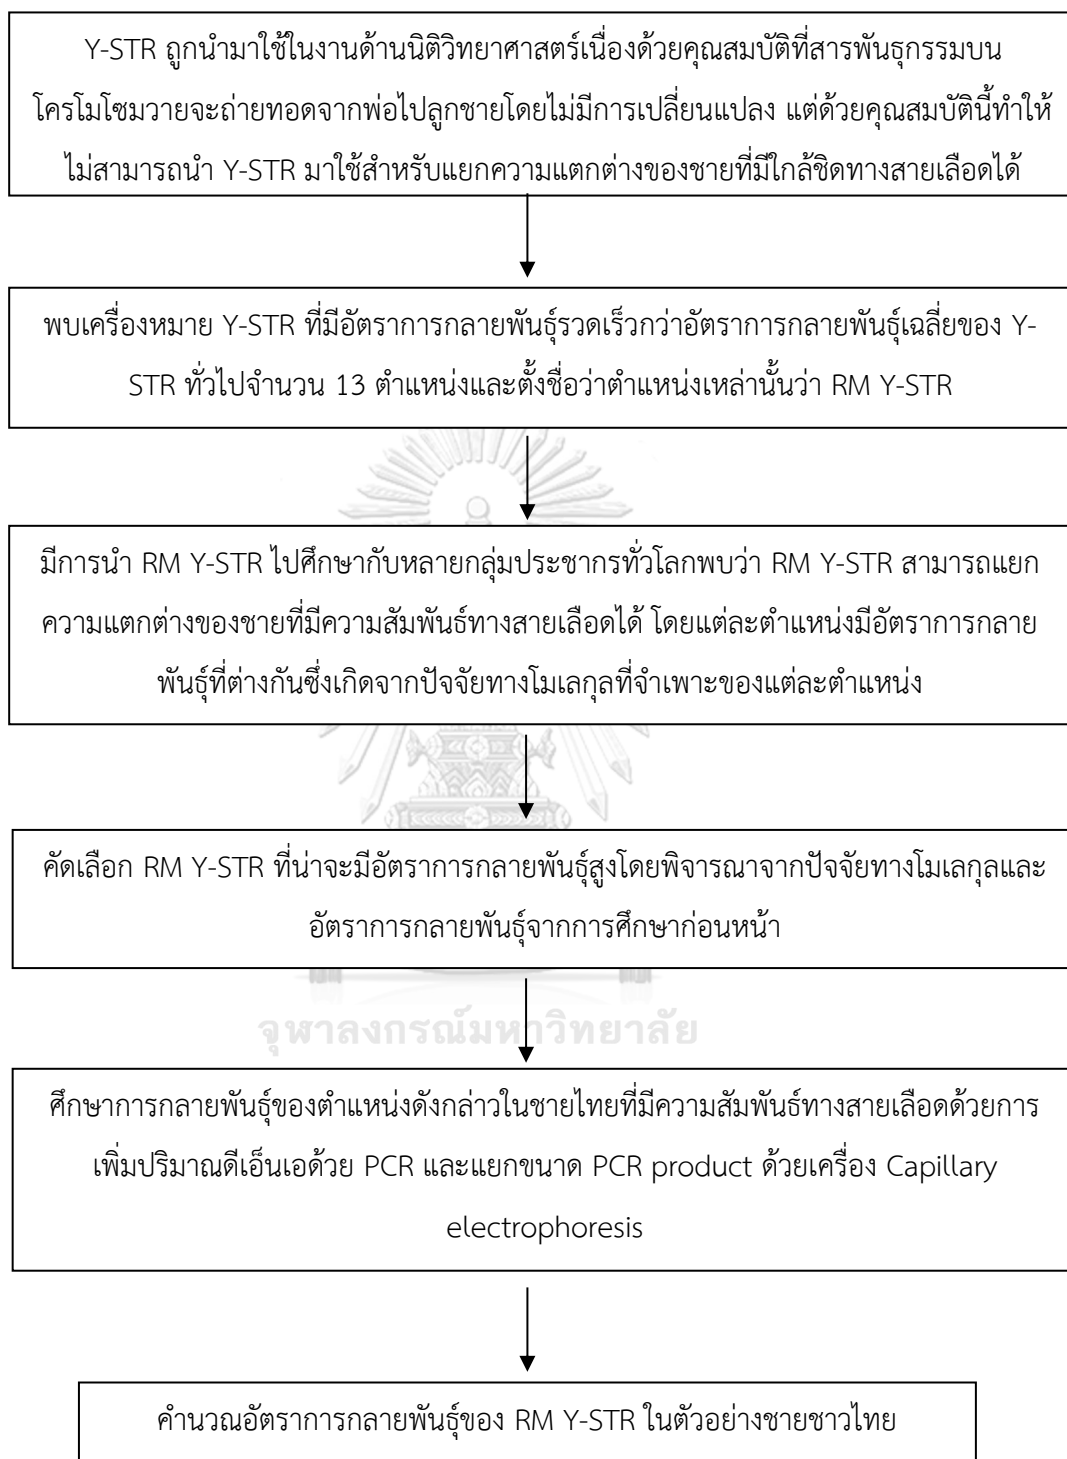 Y-STR ถูกนำมาใช้ในงานด้านนิติวิทยาศาสตร์เนื่องด้วยคุณสมบัติที่สารพันธุกรรมบน
โครโมโซมวายจะถ่ายทอดจากพ่อไปลูกชายโดยไม่มีการเปลี่ยนแปลง แต่ด้วยคุณสมบัตินี้ทำให้
ไม่สามารถนำ Y-STR มาใช้สำหรับแยกความแตกต่างของชายที่มีใกล้ชิดทางสายเลือดได้
พบเครื่องหมาย Y-STR ที่มีอัตราการกลายพันธุ์รวดเร็วกว่าอัตราการกลายพันธุ์เฉลี่ยของ Y-
STR ทั่วไปจำนวน 13 ตำแหน่งและตั้งชื่อว่าตำแหน่งเหล่านั้นว่า RM Y-STR
มีการนำ RM Y-STR ไปศึกษากับหลายกลุ่มประชากรทั่วโลกพบว่า RM Y-STR สามารถแยก
ความแตกต่างของชายที่มีความสัมพันธ์ทางสายเลือดได้ โดยแต่ละตำแหน่งมีอัตราการกลาย
พันธุ์ที่ต่างกันซึ่งเกิดจากปัจจัยทางโมเลกุลที่จำเพาะของแต่ละตำแหน่ง
คัดเลือก RM Y-STR ที่น่าจะมีอัตราการกลายพันธุ์สูงโดยพิจารณาจากปัจจัยทางโมเลกุลและ
อัตราการกลายพันธุ์จากการศึกษาก่อนหน้า
จุฬาลงกรณ์มหาวิทยาลัย
ศึกษาการกลายพันธุ์ของตำแหน่งดังกล่าวในชายไทยที่มีความสัมพันธ์ทางสายเลือดด้วยการ
เพิ่มปริมาณดีเอ็นเอด้วย PCR และแยกขนาด PCR product ด้วยเครื่อง Capillary
electrophoresis
คำนวณอัตราการกลายพันธุ์ของ RM Y-STR ในตัวอย่างชายชาวไทย